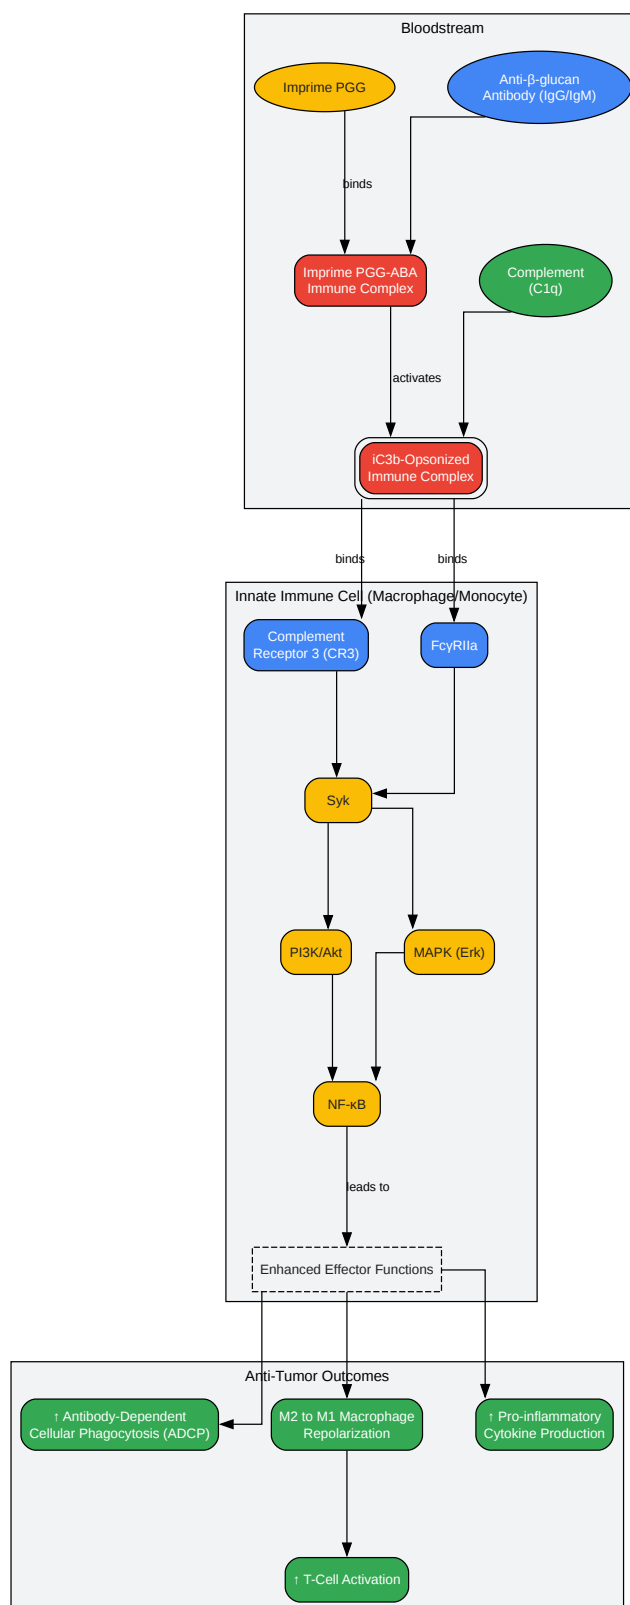 Bloodstream
Imprime PGG
Anti-β-glucan
Antibody (IgG/IgM)
binds
Imprime PGG-ABA
Immune Complex
Complement
(C1q)
activates
iC3b-Opsonized
Immune Complex
binds
binds
Innate Immune Cell (Macrophage/Monocyte)
Complement
Receptor 3 (CR3)
FcγRIIa
Syk
PI3K/Akt
MAPK (Erk)
NF-κB
leads to
Enhanced Effector Functions
Anti-Tumor Outcomes
↑ Antibody-Dependent
Cellular Phagocytosis (ADCP)
M2 to M1 Macrophage
Repolarization
↑ Pro-inflammatory
Cytokine Production
↑ T-Cell Activation